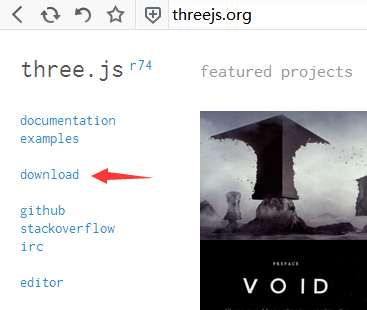 threejs.org
three.js r74
featured projects
documentation
examples
download
github
stackoverflow
irc
editor
PREFACE
VOID